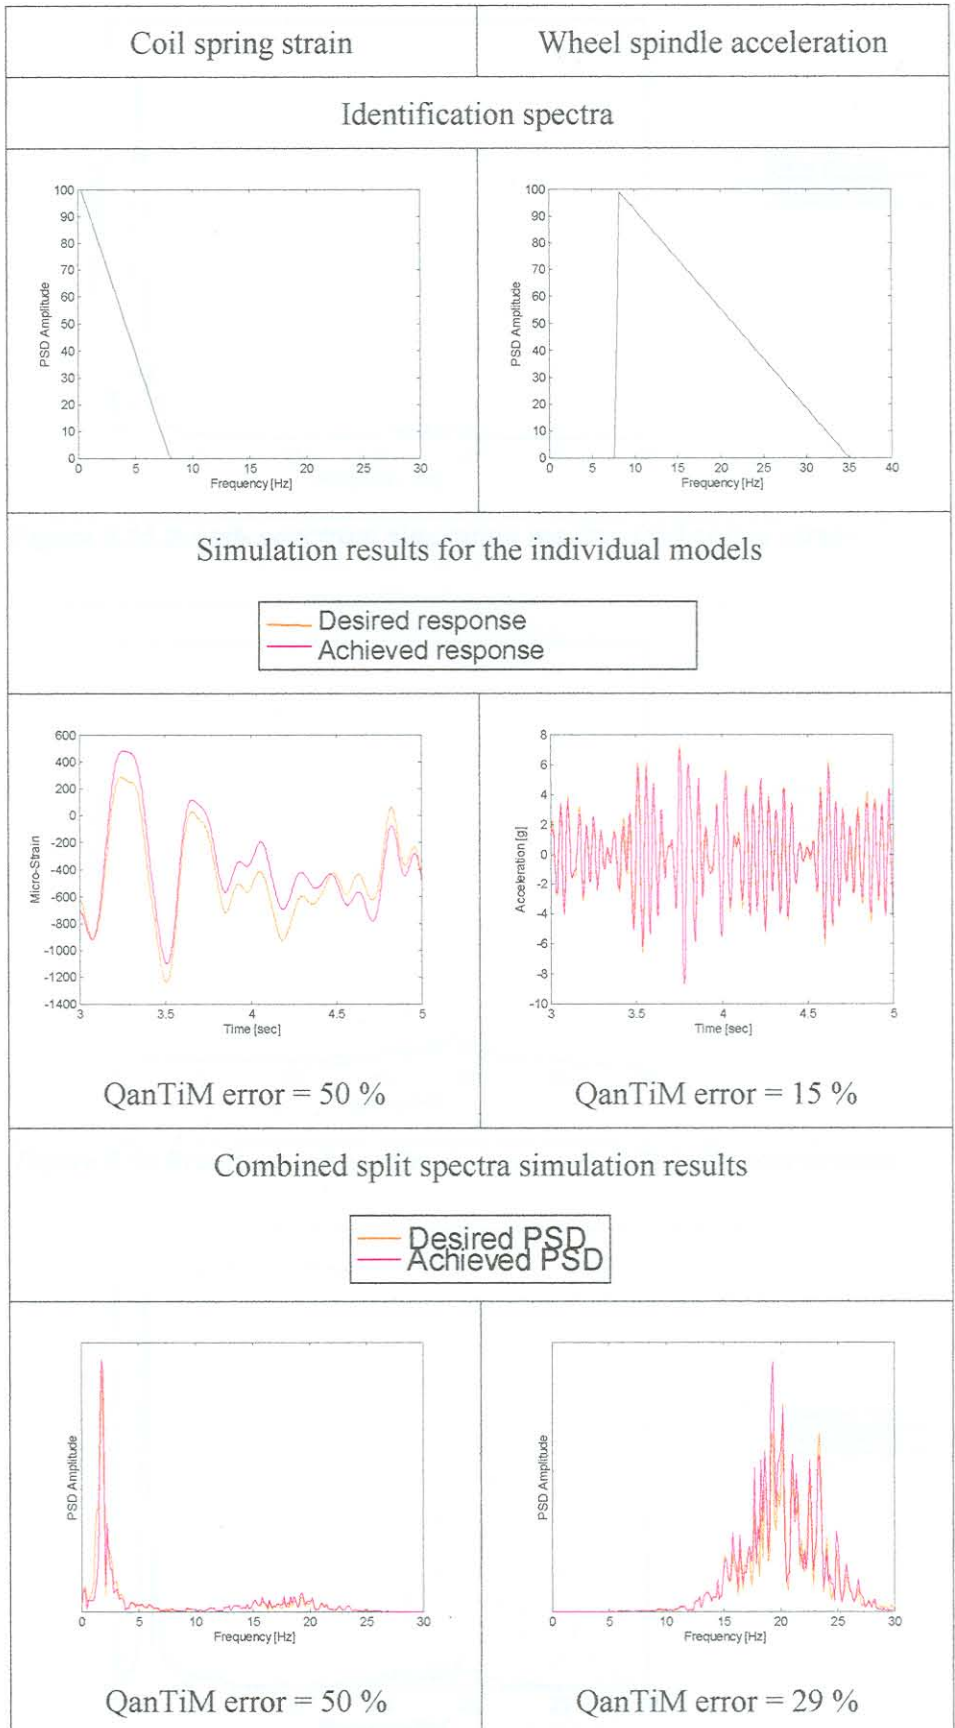 Coil spring strain
Wheel spindle acceleration
Identification spectra
PSD Amplitude
100
90
80
70
60
50
40
30
20
10
0
0 5 10 15 20 25 30
Frequency [Hz]
PSD Amplitude
100
90
80
70
60
50
40
30
20
10
0
0 5 10 15 20 25 30 35 40
Frequency [Hz]
Simulation results for the individual models
Desired response
Achieved response
Micro-Strain
600
400
200
0
-200
-400
-600
-800
-1000
-1200
-1400
3 3.5 4 4.5 5
Time [sec]
QanTiM error = 50 %
Acceleration [g]
8
6
4
2
0
-2
-4
-6
-8
-10
3 3.5 4 4.5 5
Time [sec]
QanTiM error = 15 %
Combined split spectra simulation results
Desired PSD
Achieved PSD
PSD Amplitude
0 5 10 15 20 25 30
Frequency [Hz]
QanTiM error = 50 %
PSD Amplitude
0 5 10 15 20 25 30
Frequency [Hz]
QanTiM error = 29 %